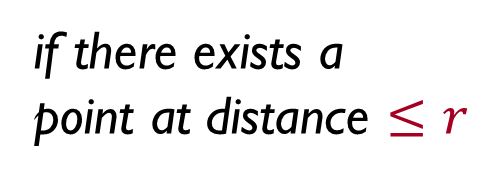 if there exists a
point at distance ≤ r